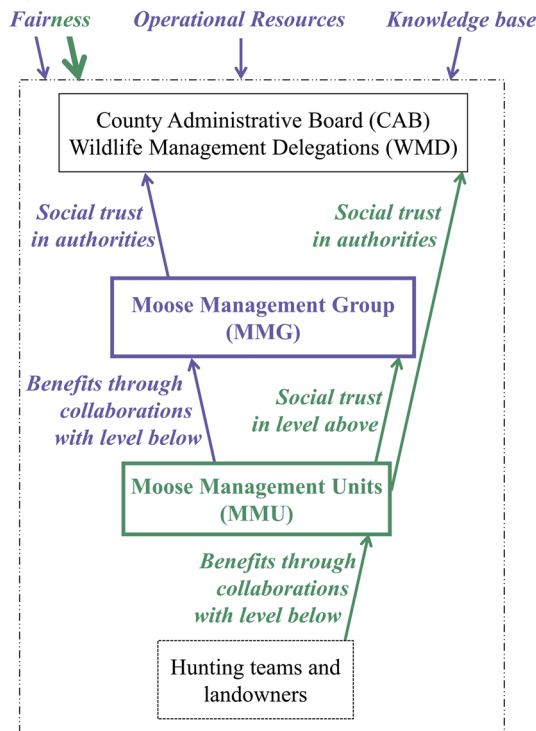 Fairness
Operational Resources
Knowledge base
County Administrative Board (CAB)
Wildlife Management Delegations (WMD)
Social trust
in authorities
Social trust
in authorities
Moose Management Group
(MMG)
Benefits through
collaborations
with level below
Social trust
in level above
Moose Management Units
(MMU)
Benefits through
collaborations
with level below
Hunting teams and
landowners